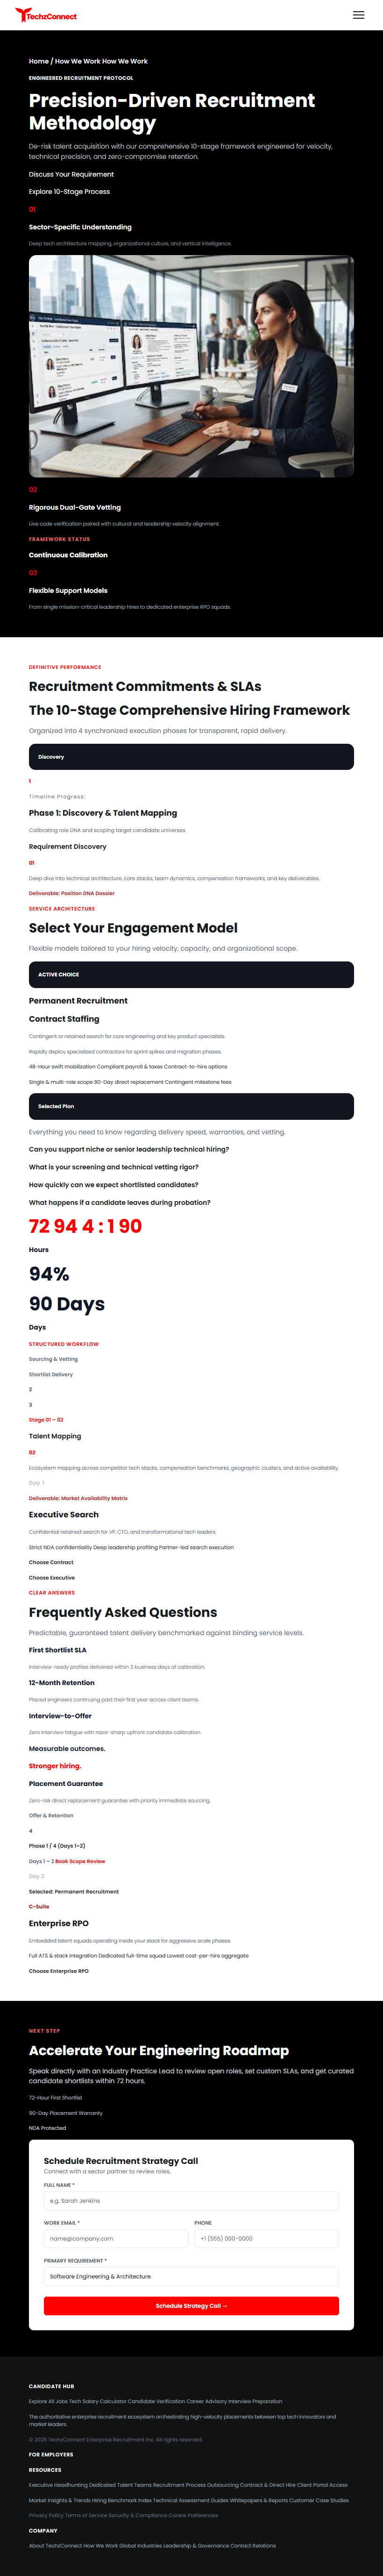 TechzConnect
Home / How We Work How We Work
ENGINEERED RECRUITMENT PROTOCOL
Precision-Driven Recruitment
Methodology
De-risk talent acquisition with our comprehensive 10-stage framework engineered for velocity,
technical precision, and zero-compromise retention.
Discuss Your Requirement
Explore 10-Stage Process
01
Sector-Specific Understanding
Deep tech architecture mapping, organizational culture, and vertical intelligence.
02
Rigorous Dual-Gate Vetting
Live code verification paired with cultural and leadership velocity alignment.
FRAMEWORK STATUS
Continuous Calibration
03
Flexible Support Models
From single mission-critical leadership hires to dedicated enterprise RPO squads.
DEFINITIVE PERFORMANCE
Recruitment Commitments & SLAs
The 10-Stage Comprehensive Hiring Framework
Organized into 4 synchronized execution phases for transparent, rapid delivery.
Discovery
1
Timeline Progress:
Phase 1: Discovery & Talent Mapping
Calibrating role DNA and scoping target candidate universes
Requirement Discovery
01
Deep dive into technical architecture, core stacks, team dynamics, compensation frameworks, and key deliverables.
Deliverable: Position DNA Dossier
SERVICE ARCHITECTURE
Select Your Engagement Model
Flexible models tailored to your hiring velocity, capacity, and organizational scope.
ACTIVE CHOICE
Permanent Recruitment
Contract Staffing
Contingent or retained search for core engineering and key product specialists.
Rapidly deploy specialized contractors for sprint spikes and migration phases.
48-Hour swift mobilization Compliant payroll & taxes Contract-to-hire options
Single & multi-role scope 90-Day direct replacement Contingent milestone fees
Selected Plan
Everything you need to know regarding delivery speed, warranties, and vetting.
Can you support niche or senior leadership technical hiring?
What is your screening and technical vetting rigor?
How quickly can we expect shortlisted candidates?
What happens if a candidate leaves during probation?
72 94 4 : 1 90
Hours
94%
90 Days
Days
STRUCTURED WORKFLOW
Sourcing & Vetting
Shortlist Delivery
2
3
Stage 01 – 02
Talent Mapping
02
Ecosystem mapping across competitor tech stacks, compensation benchmarks, geographic clusters, and active availability.
Day 1
Deliverable: Market Availability Matrix
Executive Search
Confidential retained search for VP, CTO, and transformational tech leaders.
Strict NDA confidentiality Deep leadership profiling Partner-led search execution
Choose Contract
Choose Executive
CLEAR ANSWERS
Frequently Asked Questions
Predictable, guaranteed talent delivery benchmarked against binding service levels.
First Shortlist SLA
Interview-ready profiles delivered within 3 business days of calibration.
12-Month Retention
Placed engineers continuing past their first year across client teams.
Interview-to-Offer
Zero interview fatigue with razor-sharp upfront candidate calibration.
Measurable outcomes.
Stronger hiring.
Placement Guarantee
Zero-risk direct replacement guarantee with priority immediate sourcing.
Offer & Retention
4
Phase 1 / 4 (Days 1–2)
Days 1 – 2 Book Scope Review
Day 2
Selected: Permanent Recruitment
C-Suite
Enterprise RPO
Embedded talent squads operating inside your stack for aggressive scale phases.
Full ATS & stack integration Dedicated full-time squad Lowest cost-per-hire aggregate
Choose Enterprise RPO
NEXT STEP
Accelerate Your Engineering Roadmap
Speak directly with an Industry Practice Lead to review open roles, set custom SLAs, and get curated
candidate shortlists within 72 hours.
72-Hour First Shortlist
90-Day Placement Warranty
NDA Protected
Schedule Recruitment Strategy Call
Connect with a sector partner to review roles.
FULL NAME *
e.g. Sarah Jenkins
WORK EMAIL * PHONE
name@company.com +1 (555) 000-0000
PRIMARY REQUIREMENT *
Software Engineering & Architecture
Schedule Strategy Call →
CANDIDATE HUB
Explore All Jobs Tech Salary Calculator Candidate Verification Career Advisory Interview Preparation
The authoritative enterprise recruitment ecosystem orchestrating high-velocity placements between top tech innovators and
market leaders.
© 2026 TechzConnect Enterprise Recruitment Inc. All rights reserved.
FOR EMPLOYERS
RESOURCES
Executive Headhunting Dedicated Talent Teams Recruitment Process Outsourcing Contract & Direct Hire Client Portal Access
Market Insights & Trends Hiring Benchmark Index Technical Assessment Guides Whitepapers & Reports Customer Case Studies
Privacy Policy Terms of Service Security & Compliance Cookie Preferences
COMPANY
About TechzConnect How We Work Global Industries Leadership & Governance Contact Relations